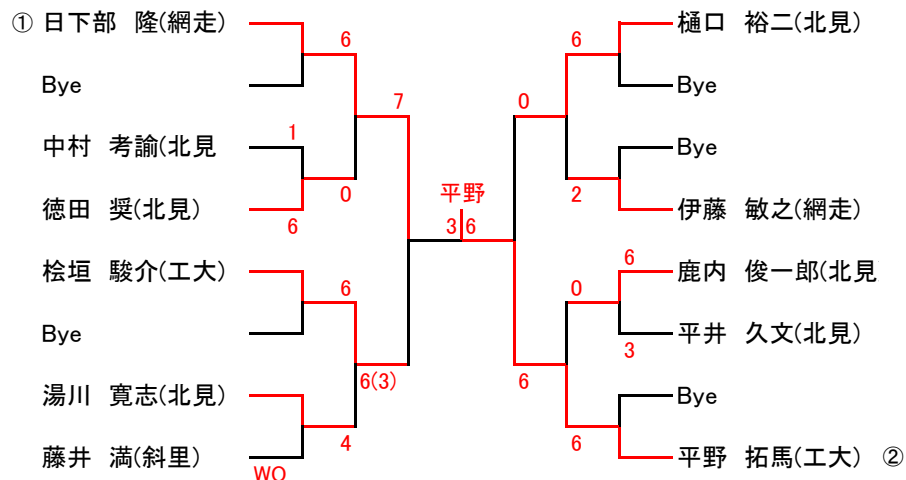 ① 日下部 隆(網走)
6
Bye
7
中村 考諭(北見
1
0
徳田 奨(北見)
6
桧垣 駿介(工大)
6
Bye
6(3)
湯川 寛志(北見)
4
藤井 満(斜里)
WO
平野
3 6
樋口 裕二(北見)
6
Bye
0
Bye
2
伊藤 敏之(網走)
鹿内 俊一郎(北見
6
0
平井 久文(北見)
3
6
Bye
6
平野 拓馬(工大) ②